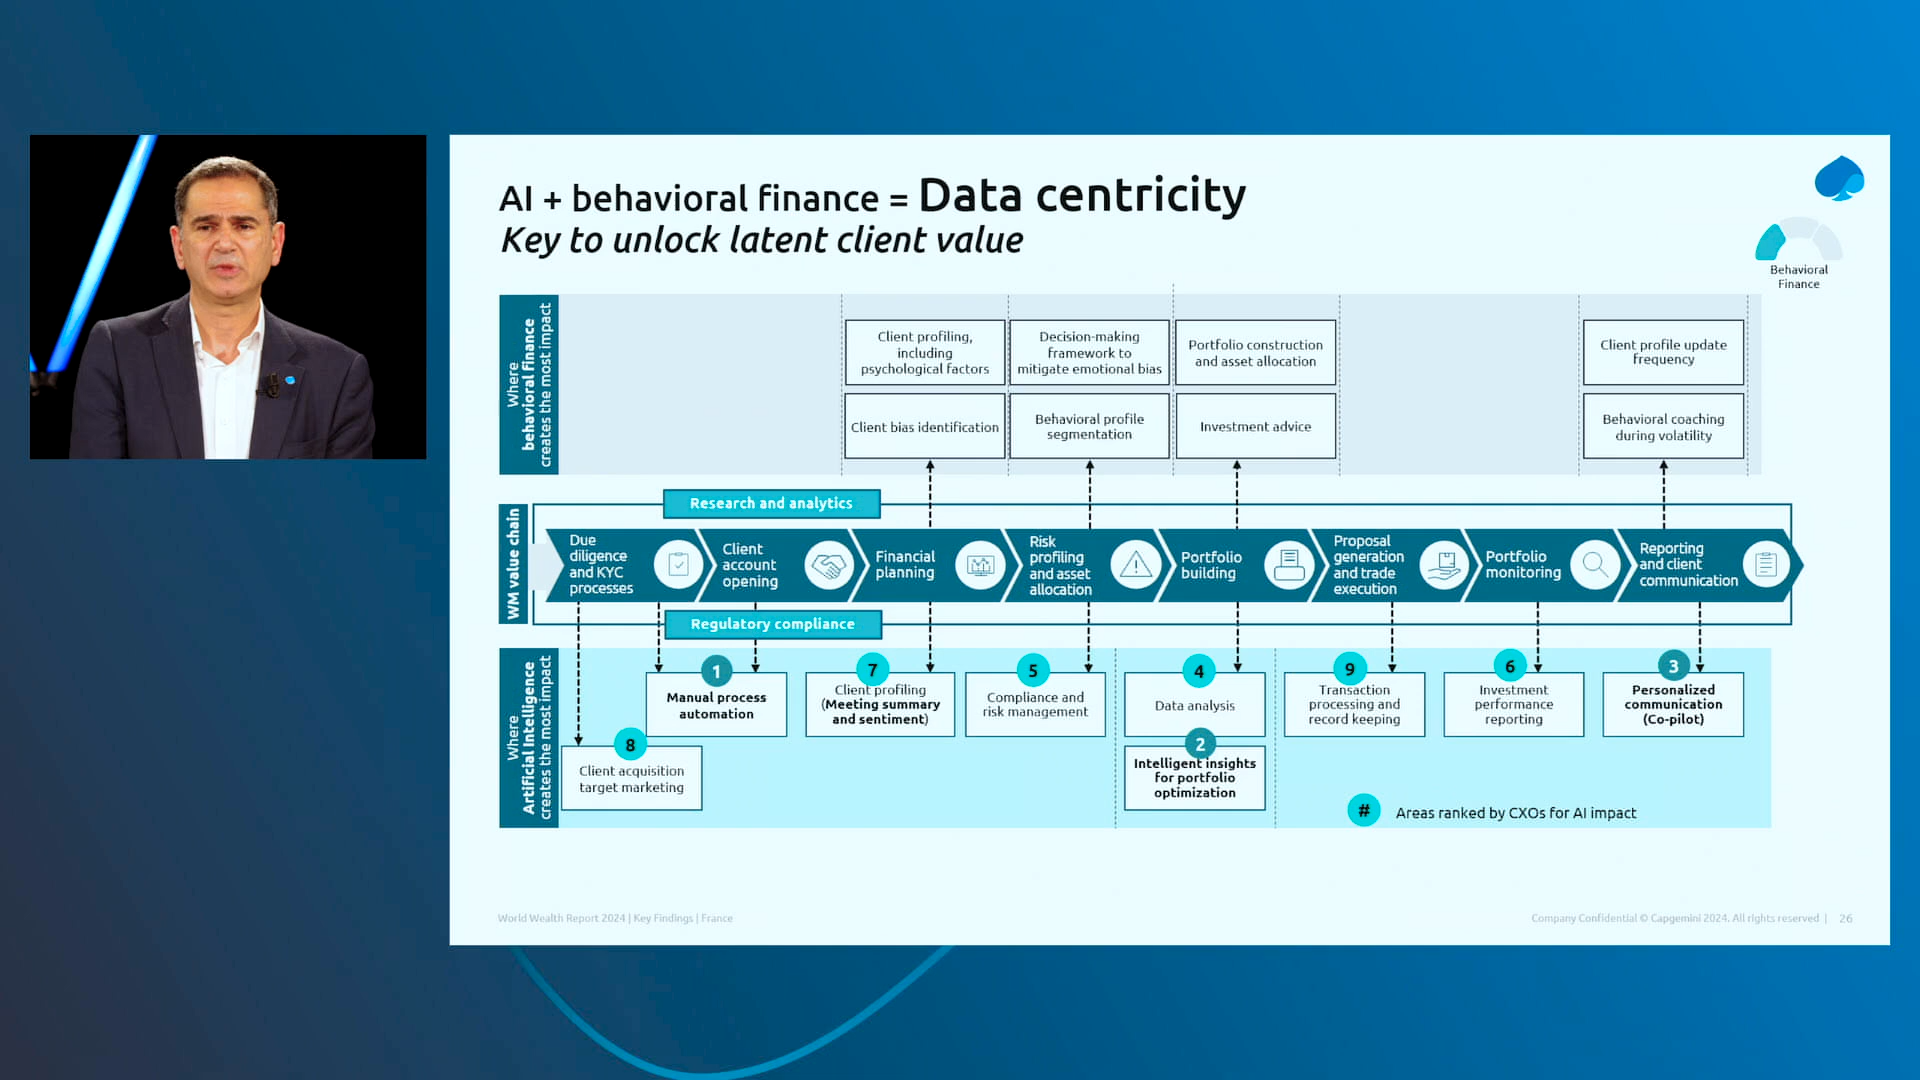 AI + behavioral finance = Data centricity
Key to unlock latent client value
Behavioral
Finance
Where
behavioral finance
creates the most impact
Client profiling,
including
psychological factors
Decision-making
framework to
mitigate emotional bias
Portfolio construction
and asset allocation
Client profile update
frequency
Client bias identification
Behavioral profile
segmentation
Investment advice
Behavioral coaching
during volatility
WM value chain
Research and analytics
Due
diligence
and KYC
processes
Client
account
opening
Financial
planning
Risk
profiling
and asset
allocation
Portfolio
building
Proposal
generation
and trade
execution
Portfolio
monitoring
Reporting
and client
communication
Regulatory compliance
Where
Artificial Intelligence
creates the most impact
1
Manual process
automation
7
Client profiling
(Meeting summary
and sentiment)
5
Compliance and
risk management
4
Data analysis
9
Transaction
processing and
record keeping
6
Investment
performance
reporting
3
Personalized
communication
(Co-pilot)
8
Client acquisition
target marketing
2
Intelligent insights
for portfolio
optimization
# Areas ranked by CXOs for AI impact
World Wealth Report 2024 | Key Findings | France
Company Confidential © Capgemini 2024. All rights reserved | 26